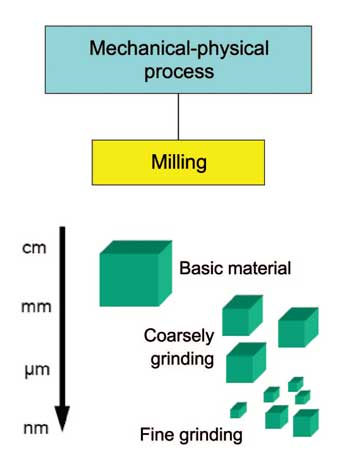 Mechanical-physical
process
Milling
cm
Basic material
mm
Coarsely
grinding
µm
nm
Fine grinding